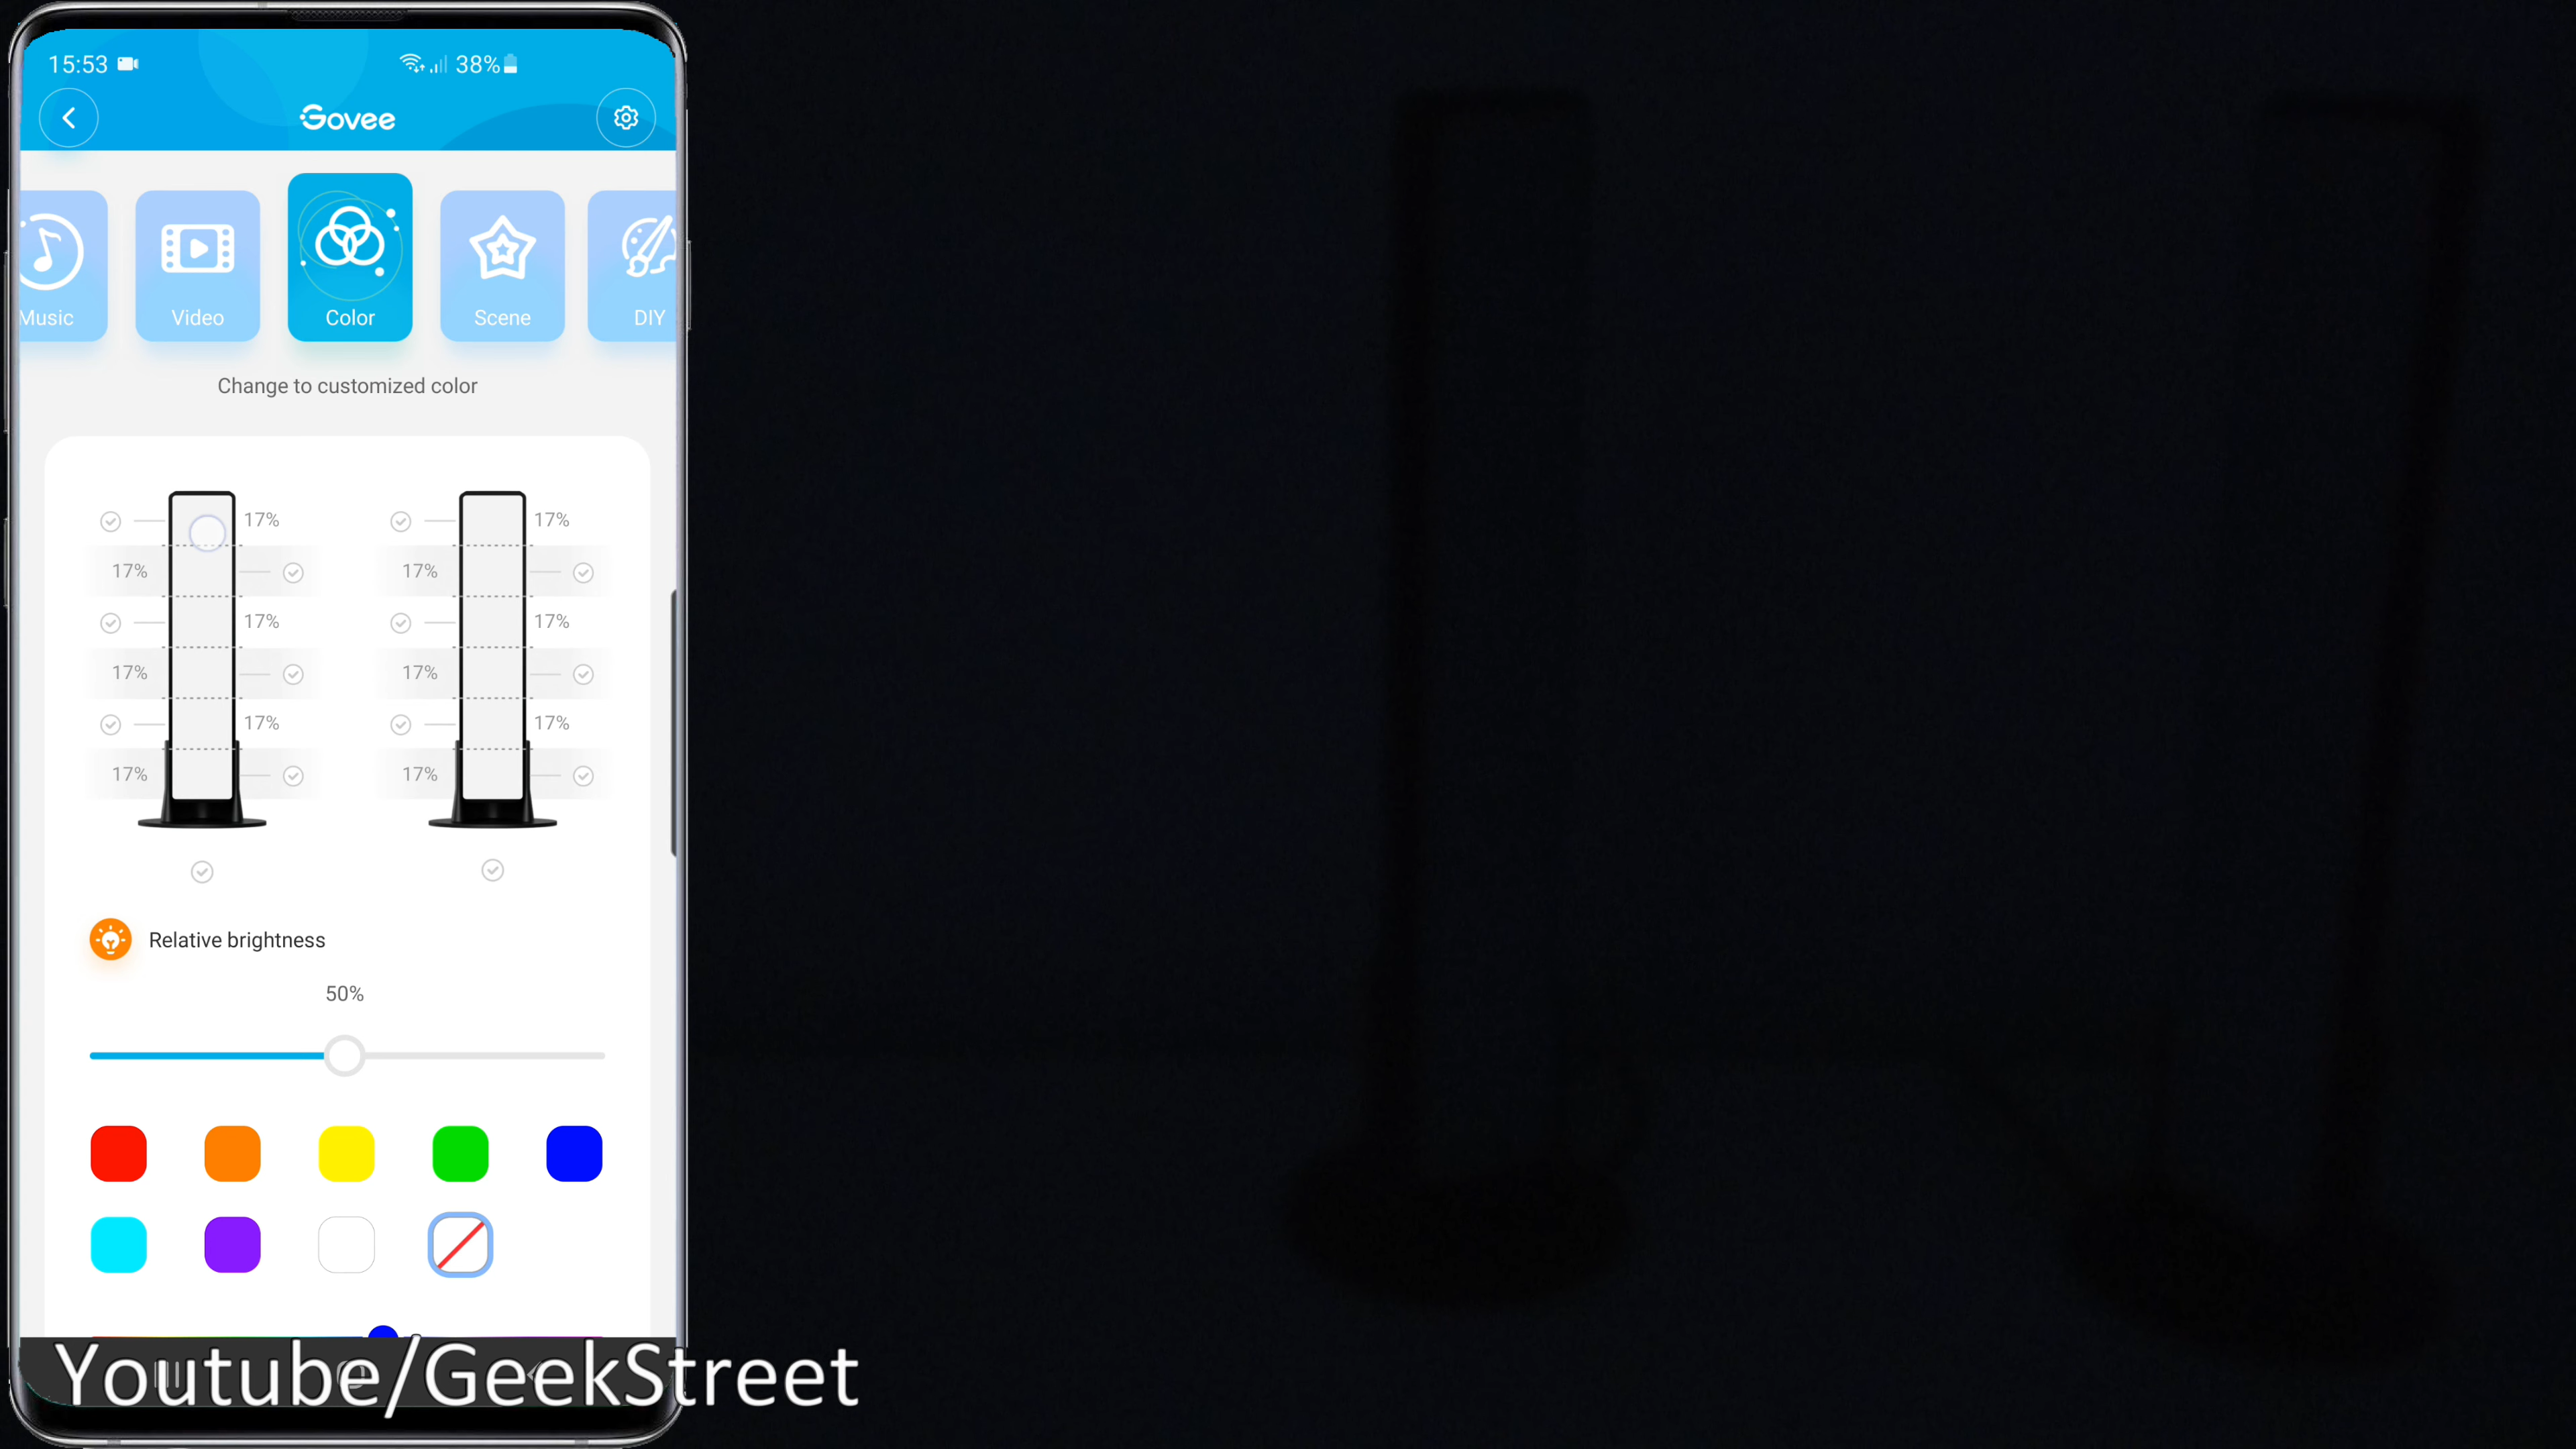 15:53 38%
Govee
Music Video Color Scene DIY
Change to customized color
17% 17%
17% 17%
17% 17%
17% 17%
17% 17%
17% 17%
Relative brightness
50%
Youtube/GeekStreet